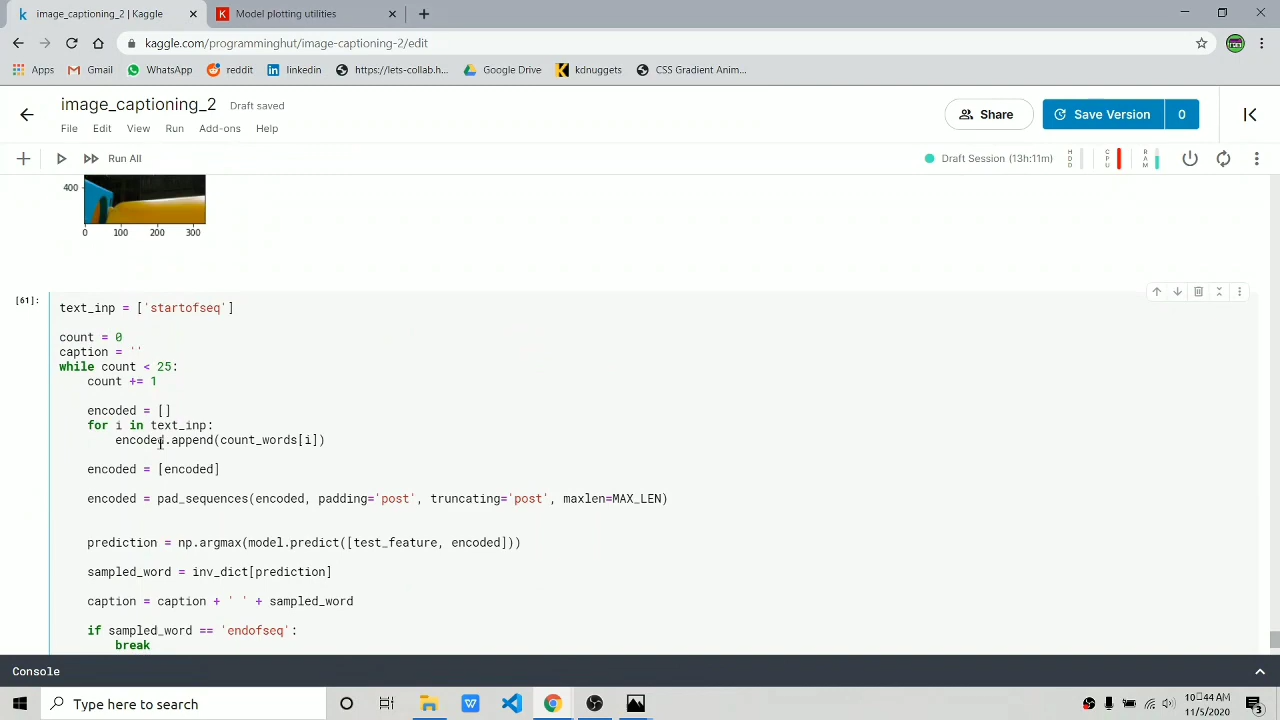 image_captioning_2 | Kaggle
Model plotting utilities
kaggle.com/programminghut/image-captioning-2/edit
Apps Gmail WhatsApp reddit linkedin https://lets-collab.h... Google Drive kdnuggets CSS Gradient Anim...
image_captioning_2 Draft saved
File Edit View Run Add-ons Help
Share
Save Version 0
Run All
Draft Session (13h:11m) HDD CPU RAM
400
0 100 200 300
[61]:
text_inp = ['startofseq']
count = 0
caption = ''
while count < 25:
count += 1
encoded = []
for i in text_inp:
encoded.append(count_words[i])
encoded = [encoded]
encoded = pad_sequences(encoded, padding='post', truncating='post', maxlen=MAX_LEN)
prediction = np.argmax(model.predict([test_feature, encoded]))
sampled_word = inv_dict[prediction]
caption = caption + ' ' + sampled_word
if sampled_word == 'endofseq':
break
Console
Type here to search
10:44 AM
11/5/2020
3